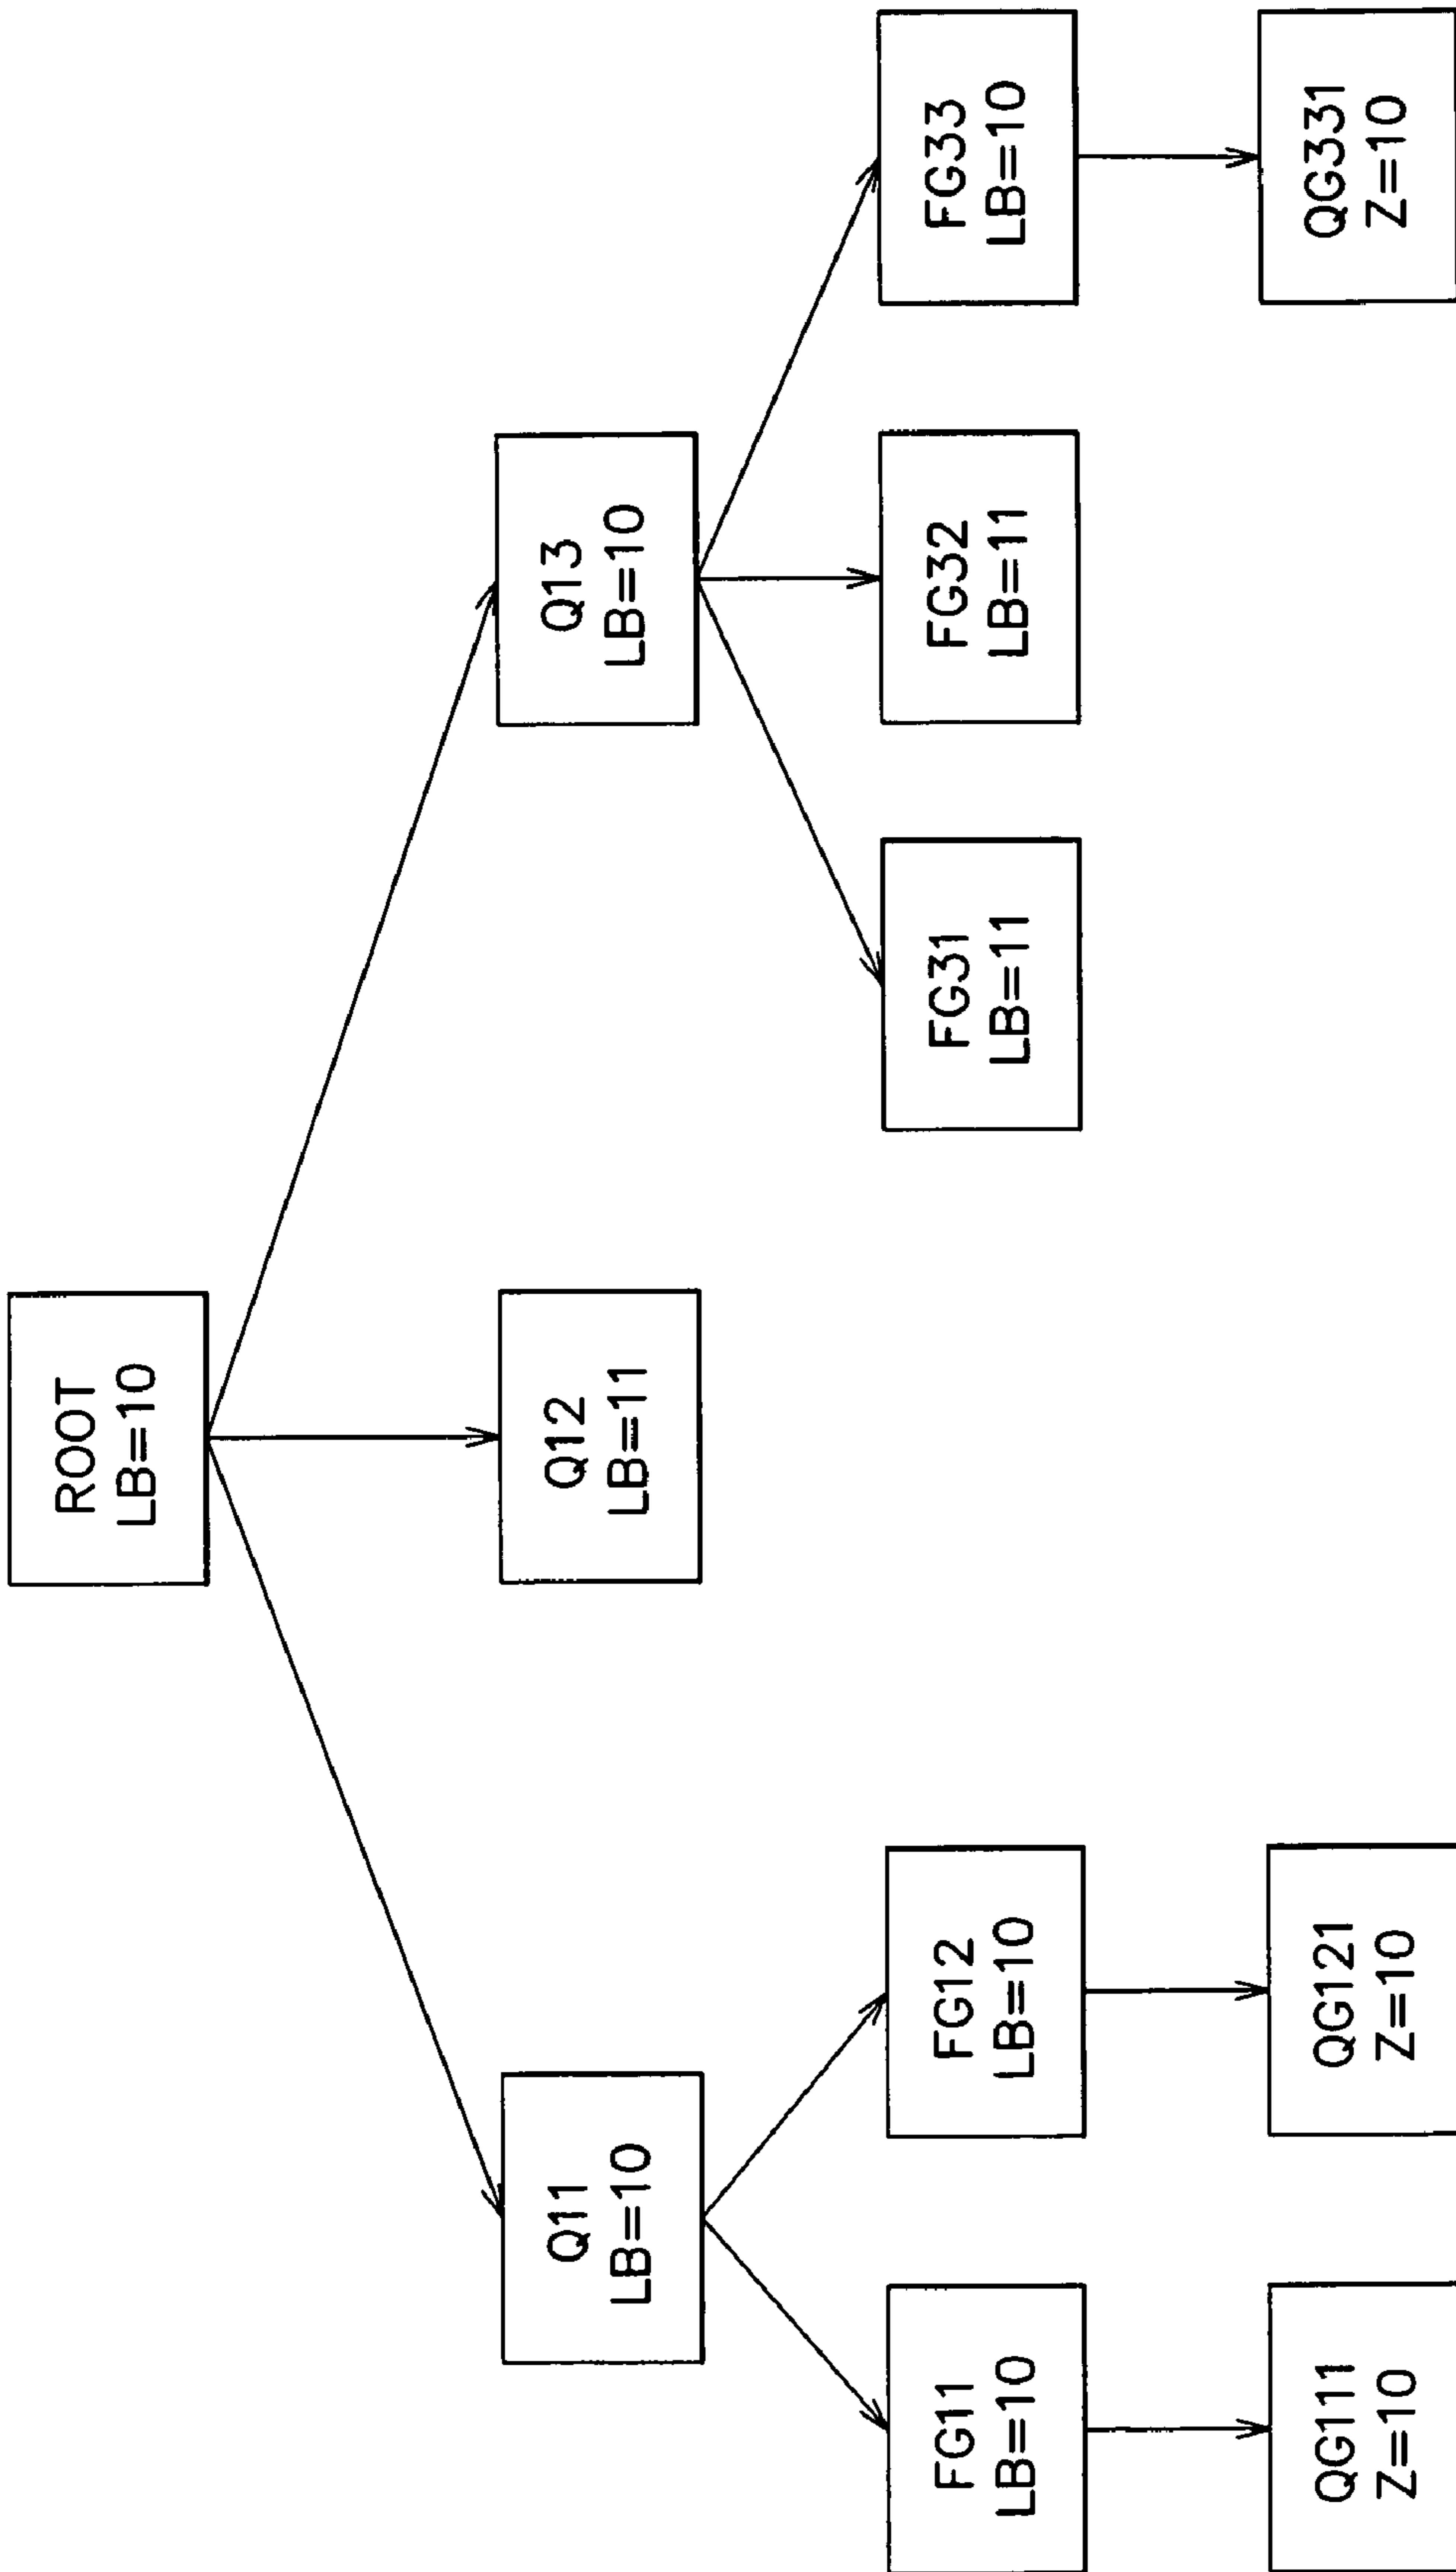 ROOT
LB=10
Q11
LB=10
Q12
LB=11
Q13
LB=10
FG11
LB=10
FG12
LB=10
FG31
LB=11
FG32
LB=11
FG33
LB=10
QG111
Z=10
QG121
Z=10
QG331
Z=10